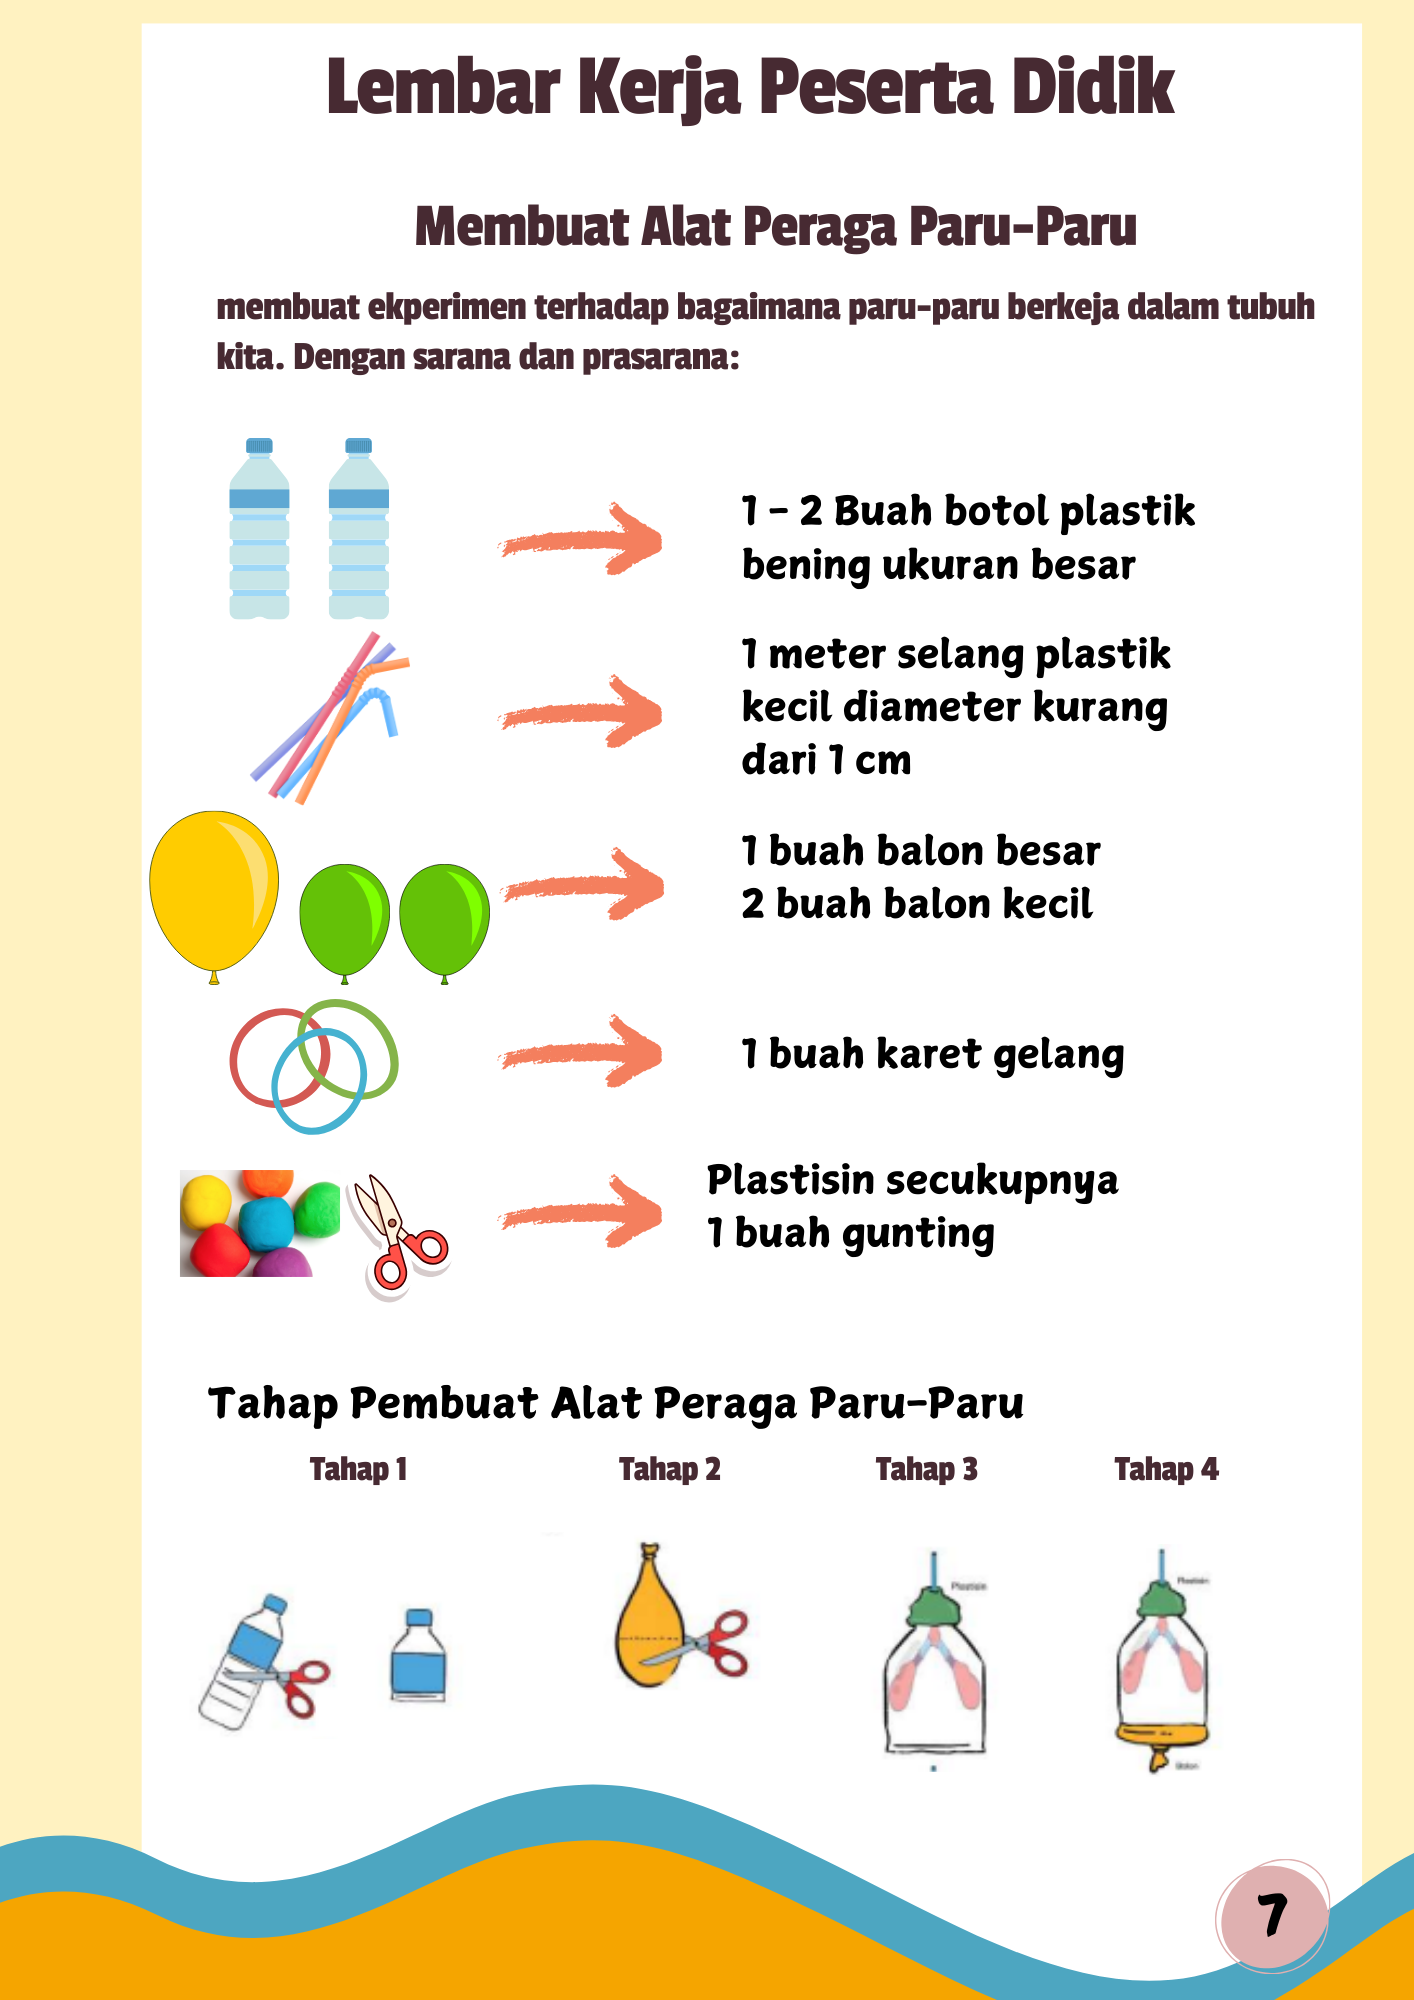 Lembar Kerja Peserta Didik
Membuat Alat Peraga Paru-Paru
membuat ekperimen terhadap bagaimana paru-paru berkeja dalam tubuh
kita. Dengan sarana dan prasarana:
1 - 2 Buah botol plastik
bening ukuran besar
1 meter selang plastik
kecil diameter kurang
dari 1 cm
1 buah balon besar
2 buah balon kecil
1 buah karet gelang
Plastisin secukupnya
1 buah gunting
Tahap Pembuat Alat Peraga Paru-Paru
Tahap 1
Tahap 2
Tahap 3
Tahap 4
Plastisin
Plastisin
Balon
7